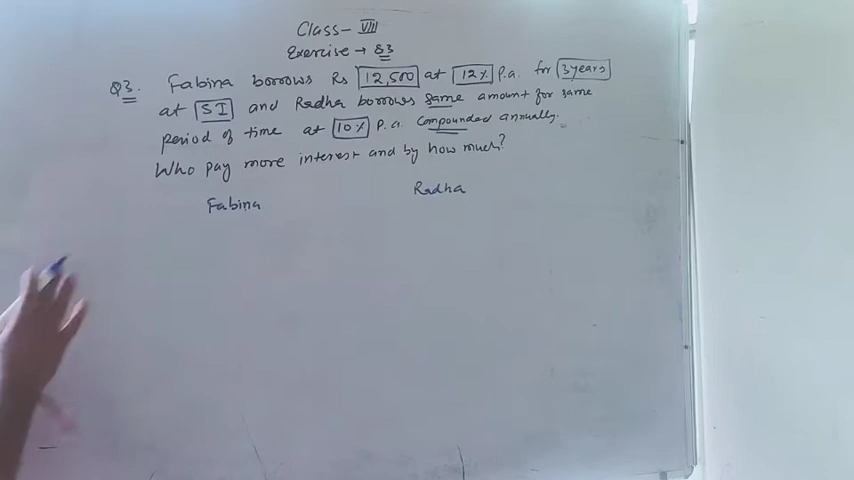 Class- VIII
Exercise → 8.3
Q3. Fabina borrows Rs 12,500 at 12% P.a. for 3 years
at SI and Radha borrows same amount for same
period of time at 10% P.a. compounded annually.
Who pay more interest and by how much?
Fabina Radha